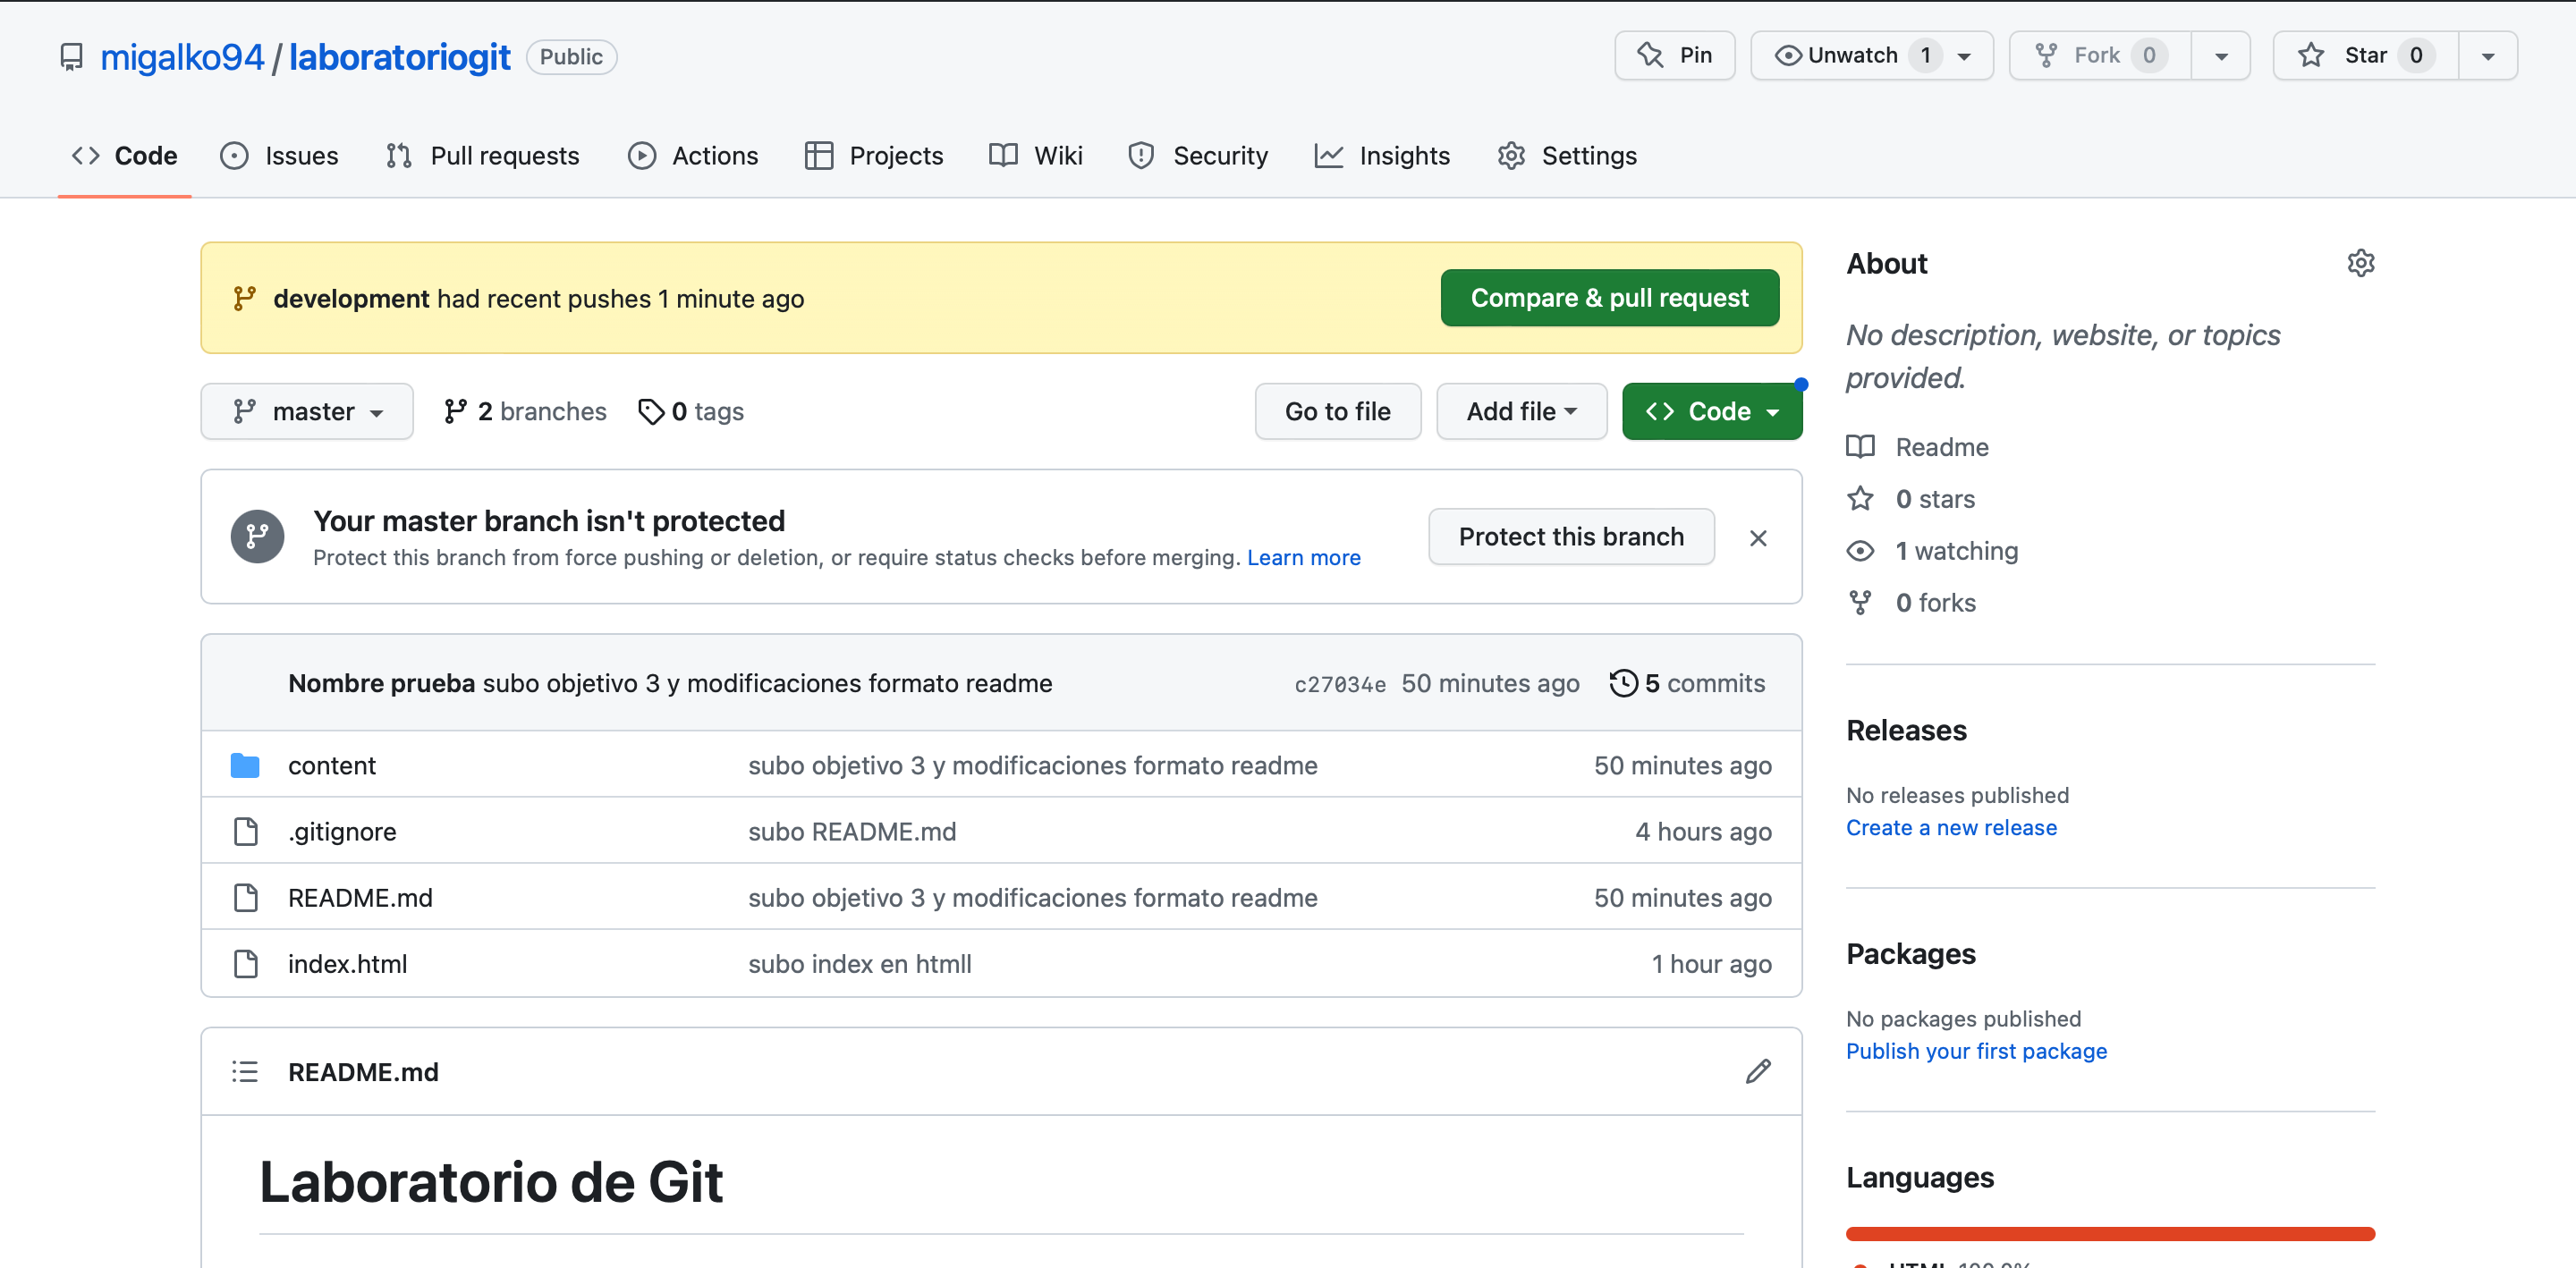 migalko94 / laboratoriogit Public
Pin Unwatch 1 Fork 0 Star 0
Code Issues Pull requests Actions Projects Wiki Security Insights Settings
development had recent pushes 1 minute ago Compare & pull request
master 2 branches 0 tags Go to file Add file Code
Your master branch isn't protected
Protect this branch from force pushing or deletion, or require status checks before merging. Learn more
Protect this branch
Nombre prueba subo objetivo 3 y modificaciones formato readme c27034e 50 minutes ago 5 commits
content subo objetivo 3 y modificaciones formato readme 50 minutes ago
.gitignore subo README.md 4 hours ago
README.md subo objetivo 3 y modificaciones formato readme 50 minutes ago
index.html subo index en htmll 1 hour ago
README.md
Laboratorio de Git
About
No description, website, or topics
provided.
Readme
0 stars
1 watching
0 forks
Releases
No releases published
Create a new release
Packages
No packages published
Publish your first package
Languages
HTML 100.0%